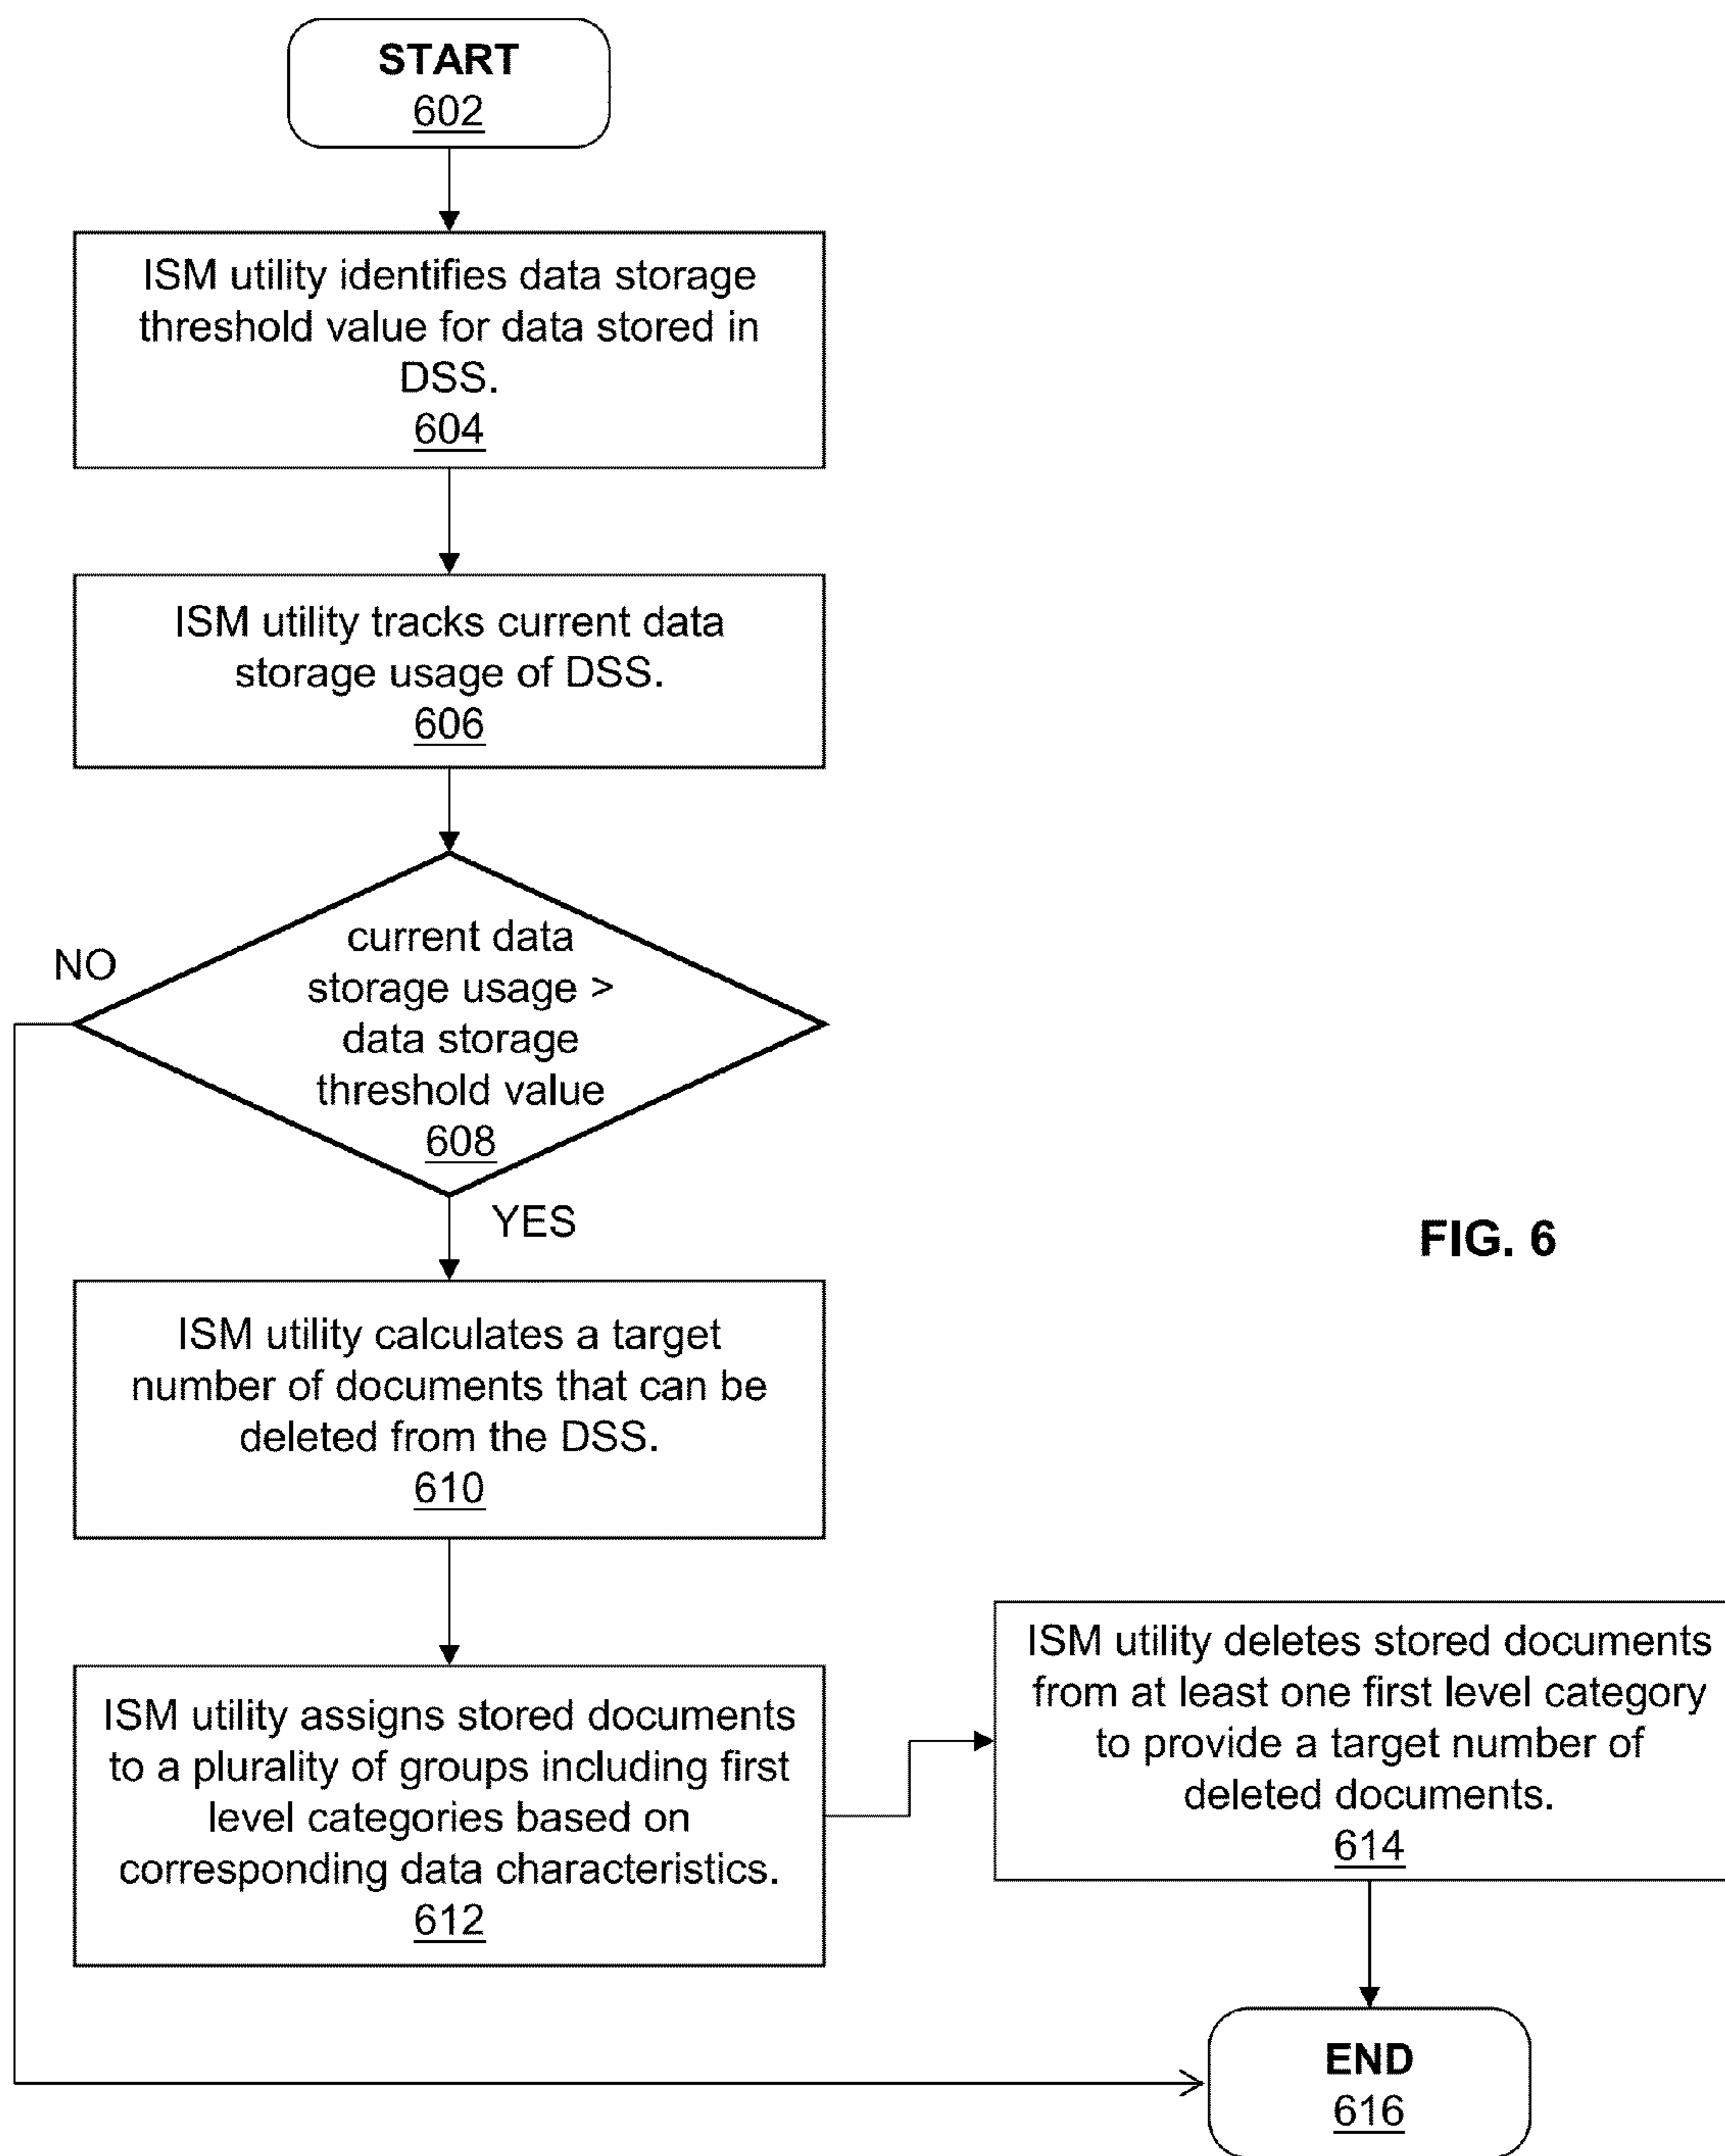 START
602
ISM utility identifies data storage
threshold value for data stored in
DSS.
604
ISM utility tracks current data
storage usage of DSS.
606
current data
storage usage >
data storage
threshold value
608
NO
YES
ISM utility calculates a target
number of documents that can be
deleted from the DSS.
610
ISM utility assigns stored documents
to a plurality of groups including first
level categories based on
corresponding data characteristics.
612
ISM utility deletes stored documents
from at least one first level category
to provide a target number of
deleted documents.
614
END
616
FIG. 6